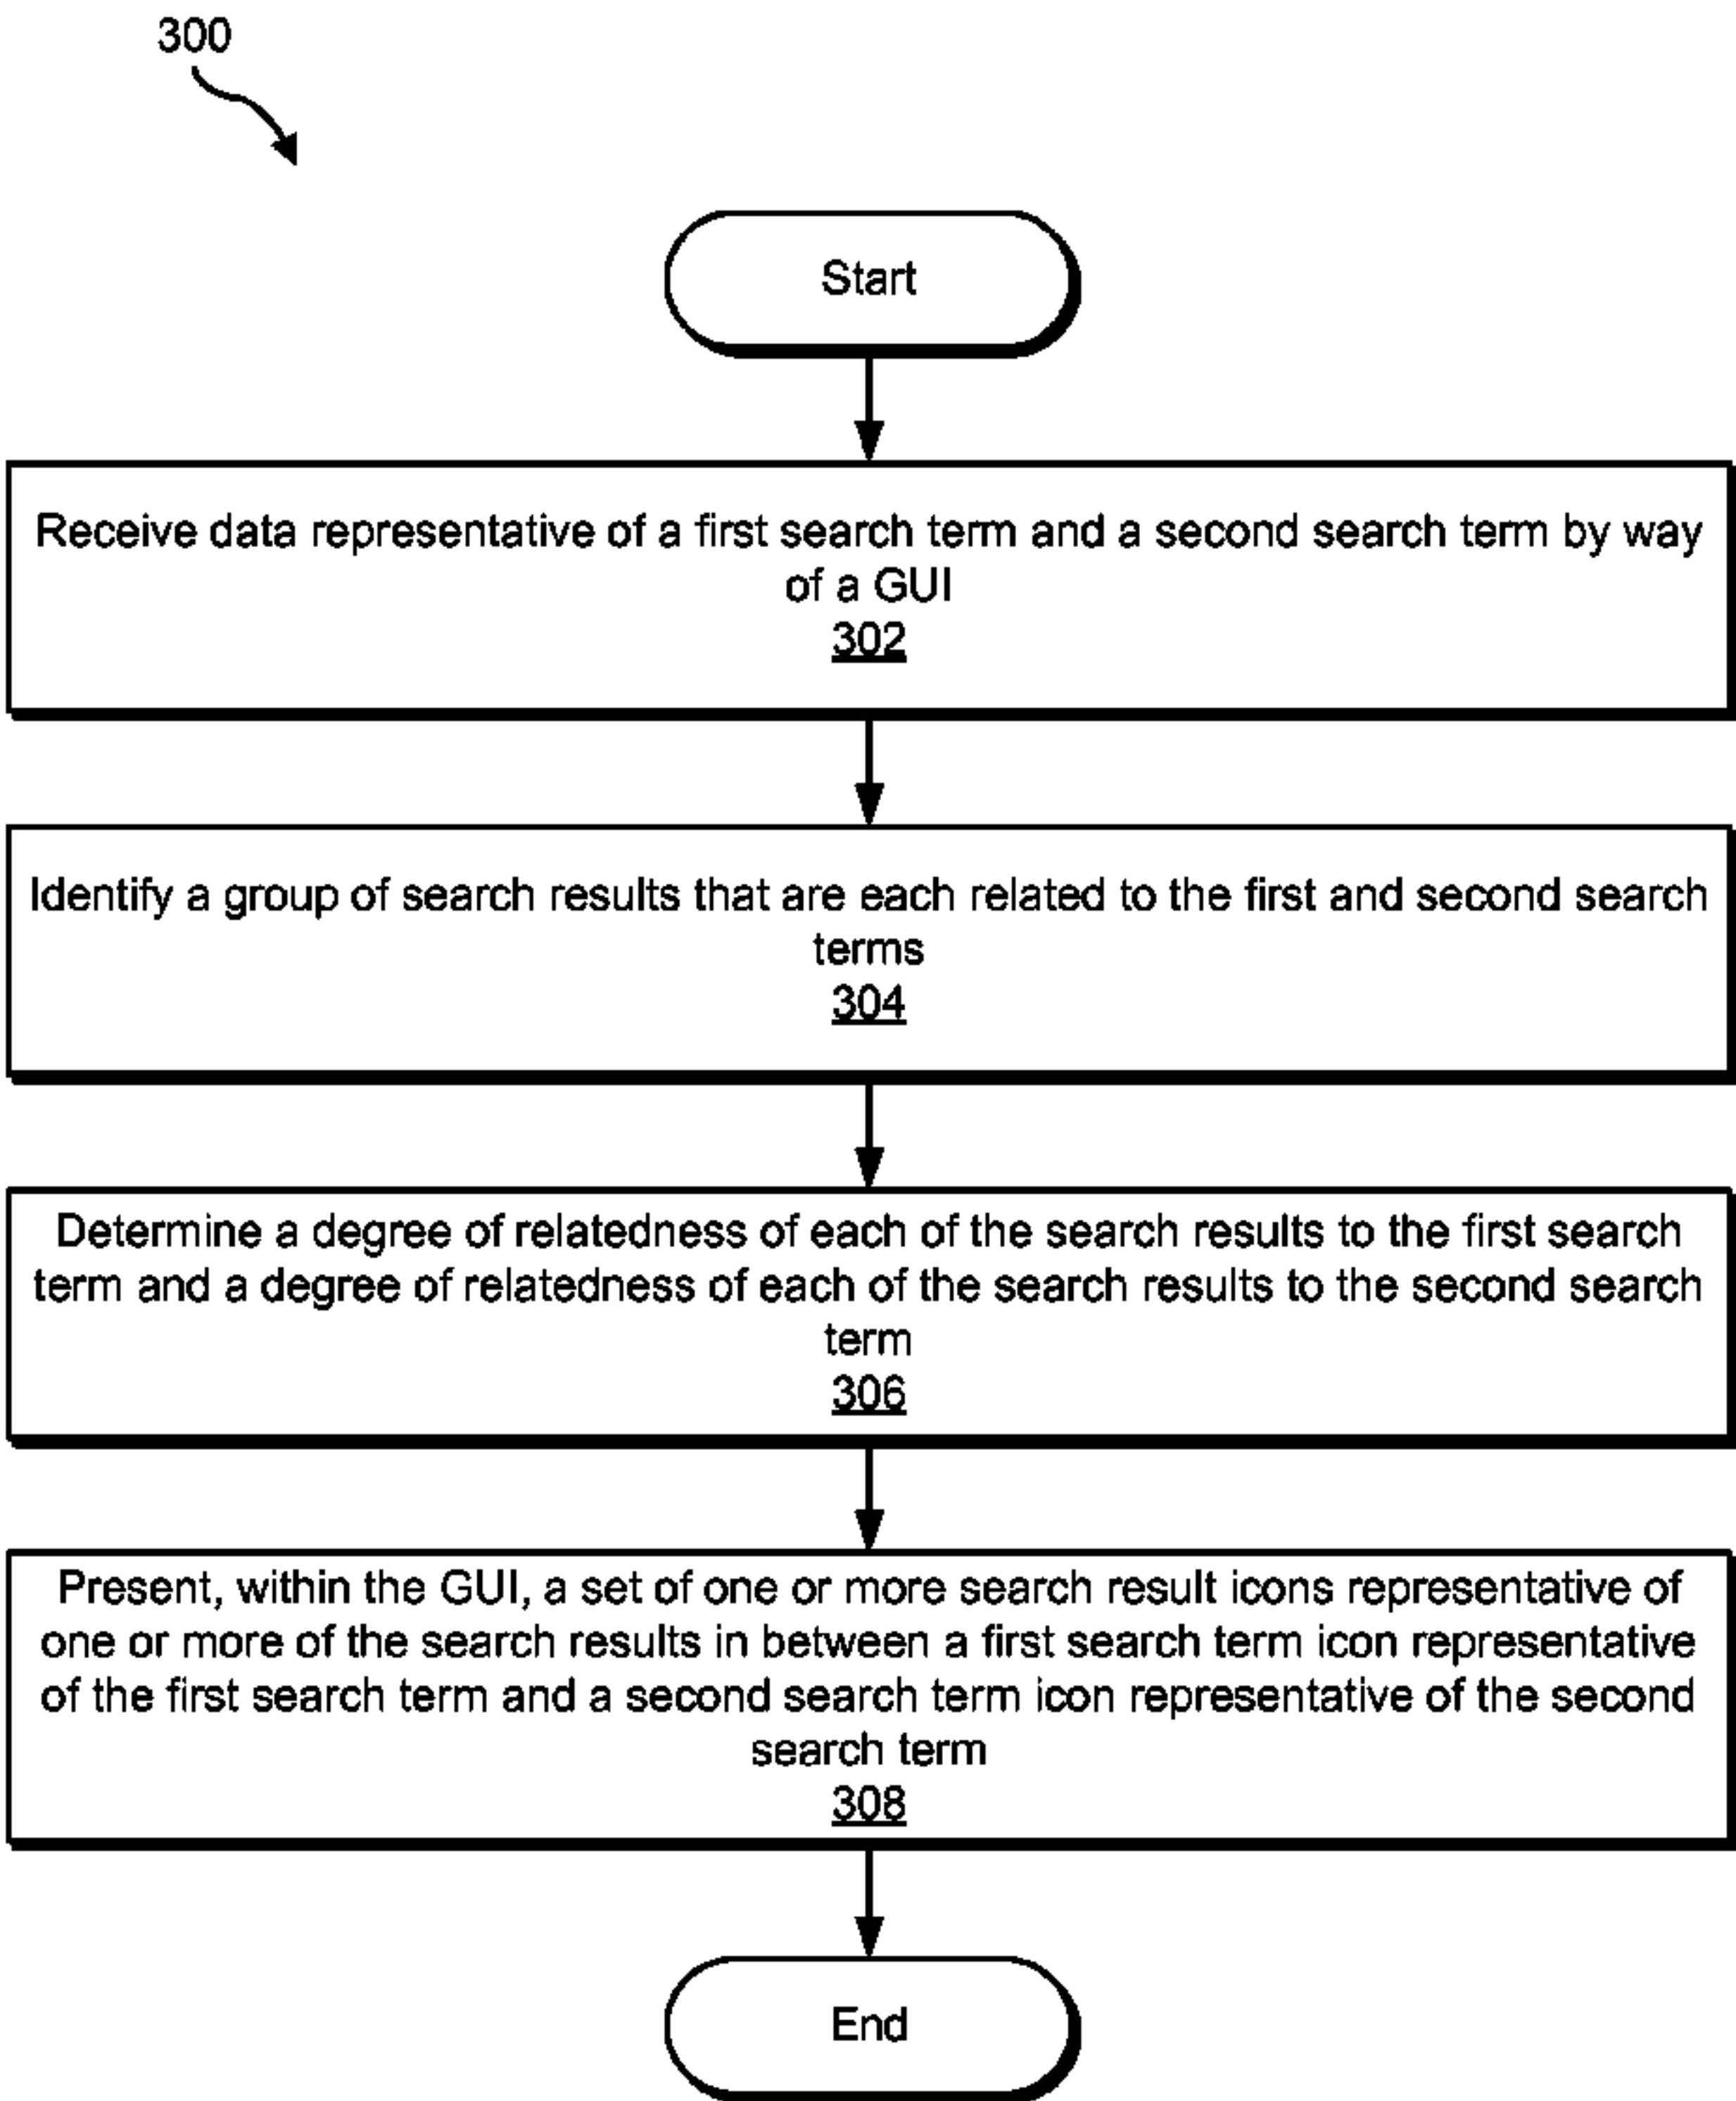 300
Start
Receive data representative of a first search term and a second search term by way
of a GUI
302
Identify a group of search results that are each related to the first and second search
terms
304
Determine a degree of relatedness of each of the search results to the first search
term and a degree of relatedness of each of the search results to the second search
term
306
Present, within the GUI, a set of one or more search result icons representative of
one or more of the search results in between a first search term icon representative
of the first search term and a second search term icon representative of the second
search term
308
End